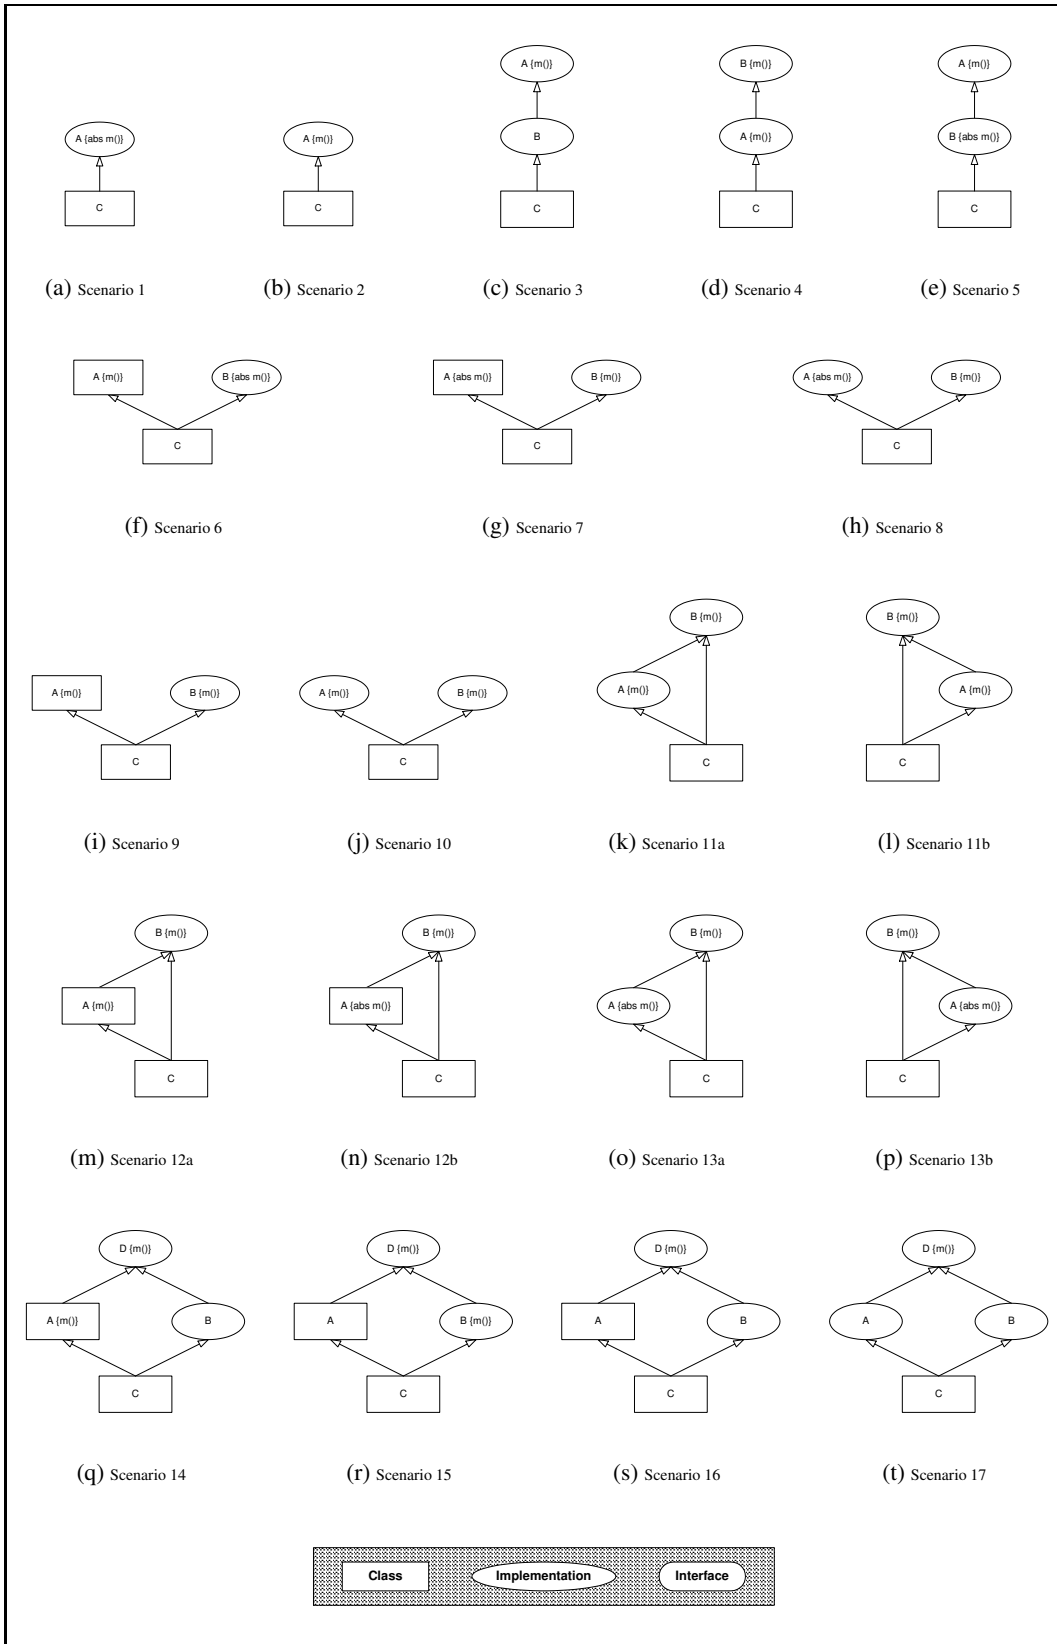 A {m()} B {m()} A {m()}
A {abs m()} A {m()} B A {m()} B {abs m()}
C C C C C
(a) Scenario 1 (b) Scenario 2 (c) Scenario 3 (d) Scenario 4 (e) Scenario 5
A {m()} B {abs m()} A {abs m()} B {m()} A {abs m()} B {m()}
C C C
(f) Scenario 6 (g) Scenario 7 (h) Scenario 8
B {m()} B {m()}
A {m()} B {m()} A {m()} B {m()} A {m()} A {m()}
C C C C
(i) Scenario 9 (j) Scenario 10 (k) Scenario 11a (l) Scenario 11b
B {m()} B {m()} B {m()} B {m()}
A {m()} A {abs m()} A {abs m()} A {abs m()}
C C C C
(m) Scenario 12a (n) Scenario 12b (o) Scenario 13a (p) Scenario 13b
D {m()} D {m()} D {m()} D {m()}
A {m()} B A B {m()} A B A B
C C C C
(q) Scenario 14 (r) Scenario 15 (s) Scenario 16 (t) Scenario 17
Class Implementation Interface